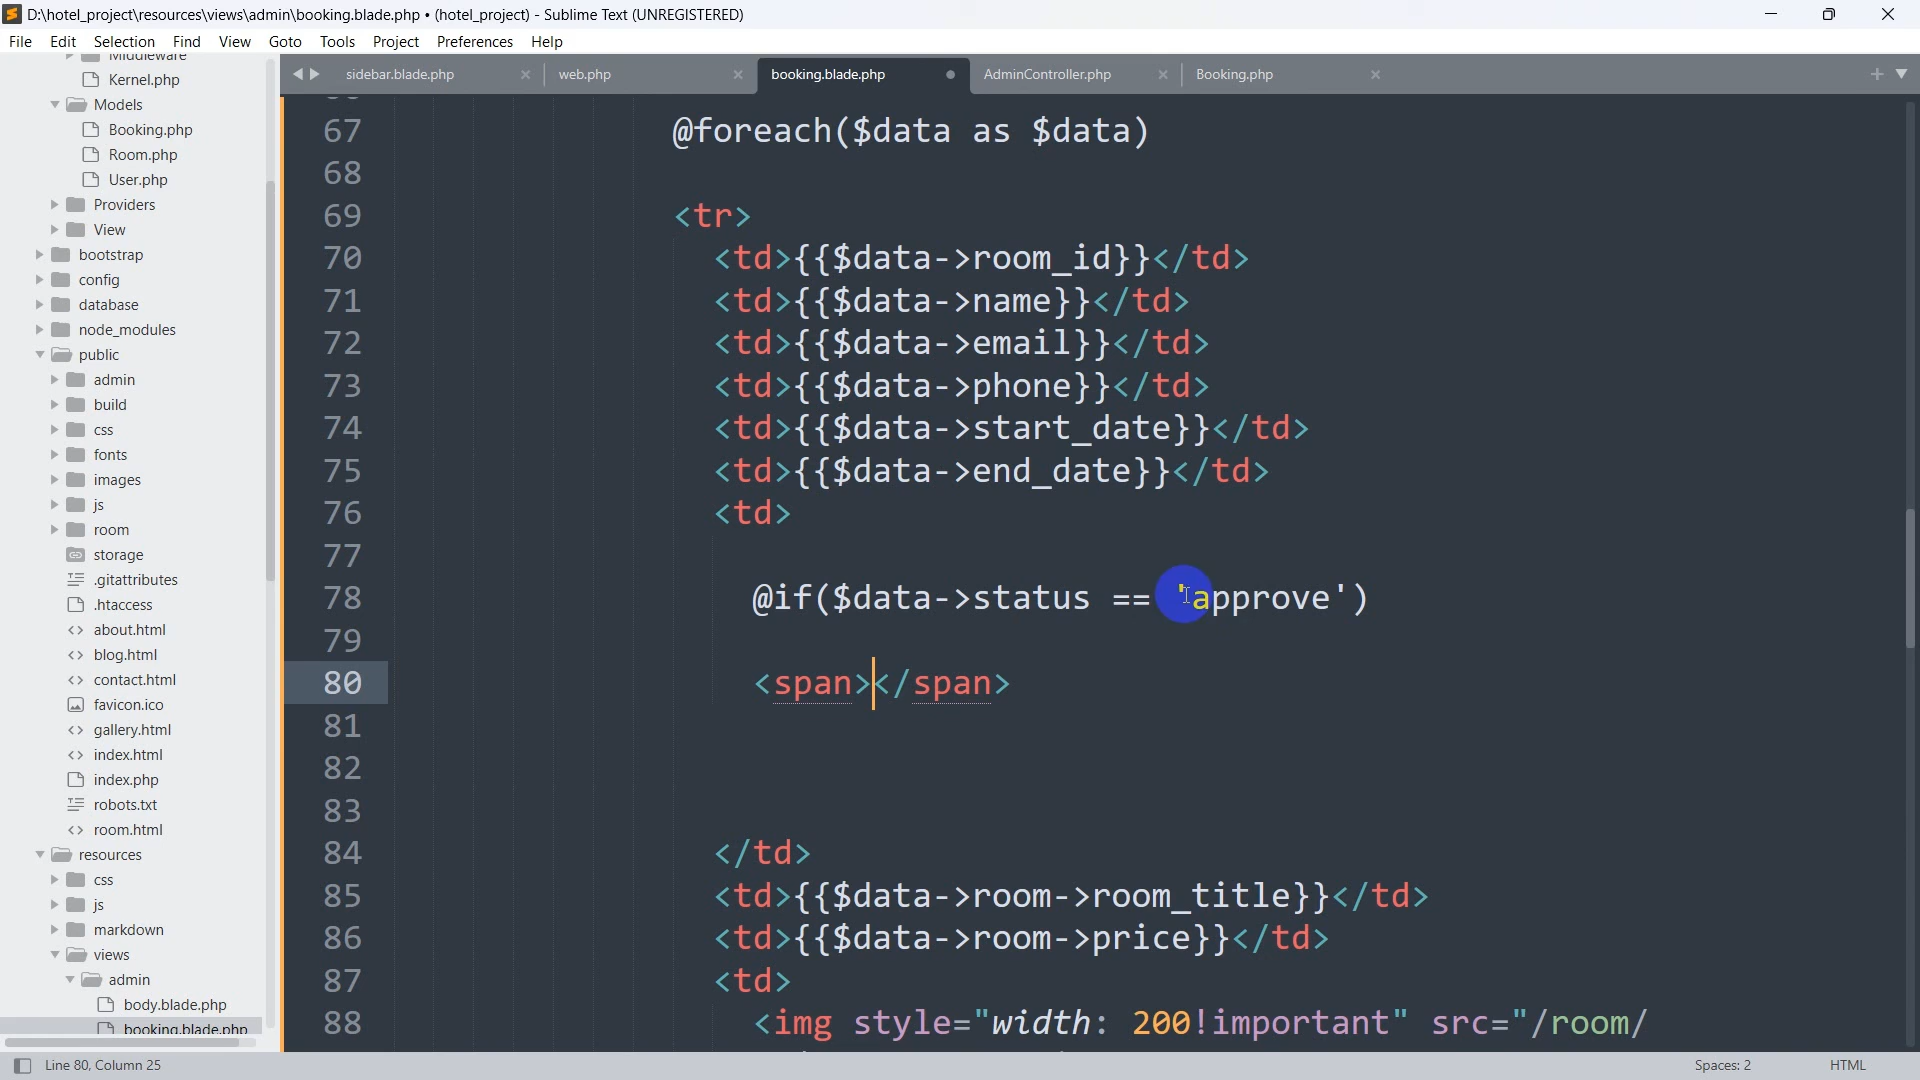 D:\hotel_project\resources\views\admin\booking.blade.php • (hotel_project) - Sublime Text (UNREGISTERED)
File Edit Selection Find View Goto Tools Project Preferences Help
Middleware
Kernel.php
Models
Booking.php
Room.php
User.php
Providers
View
bootstrap
config
database
node_modules
public
admin
build
css
fonts
images
js
room
storage
.gitattributes
.htaccess
about.html
blog.html
contact.html
favicon.ico
gallery.html
index.html
index.php
robots.txt
room.html
resources
css
js
markdown
views
admin
body.blade.php
booking.blade.php
sidebar.blade.php web.php booking.blade.php AdminController.php Booking.php
67 @foreach($data as $data)
68
69 <tr>
70 <td>{{$data->room_id}}</td>
71 <td>{{$data->name}}</td>
72 <td>{{$data->email}}</td>
73 <td>{{$data->phone}}</td>
74 <td>{{$data->start_date}}</td>
75 <td>{{$data->end_date}}</td>
76 <td>
77
78 @if($data->status == 'approve')
79
80 <span></span>
81
82
83
84 </td>
85 <td>{{$data->room->room_title}}</td>
86 <td>{{$data->room->price}}</td>
87 <td>
88 <img style="width: 200!important" src="/room/
Line 80, Column 25 Spaces: 2 HTML